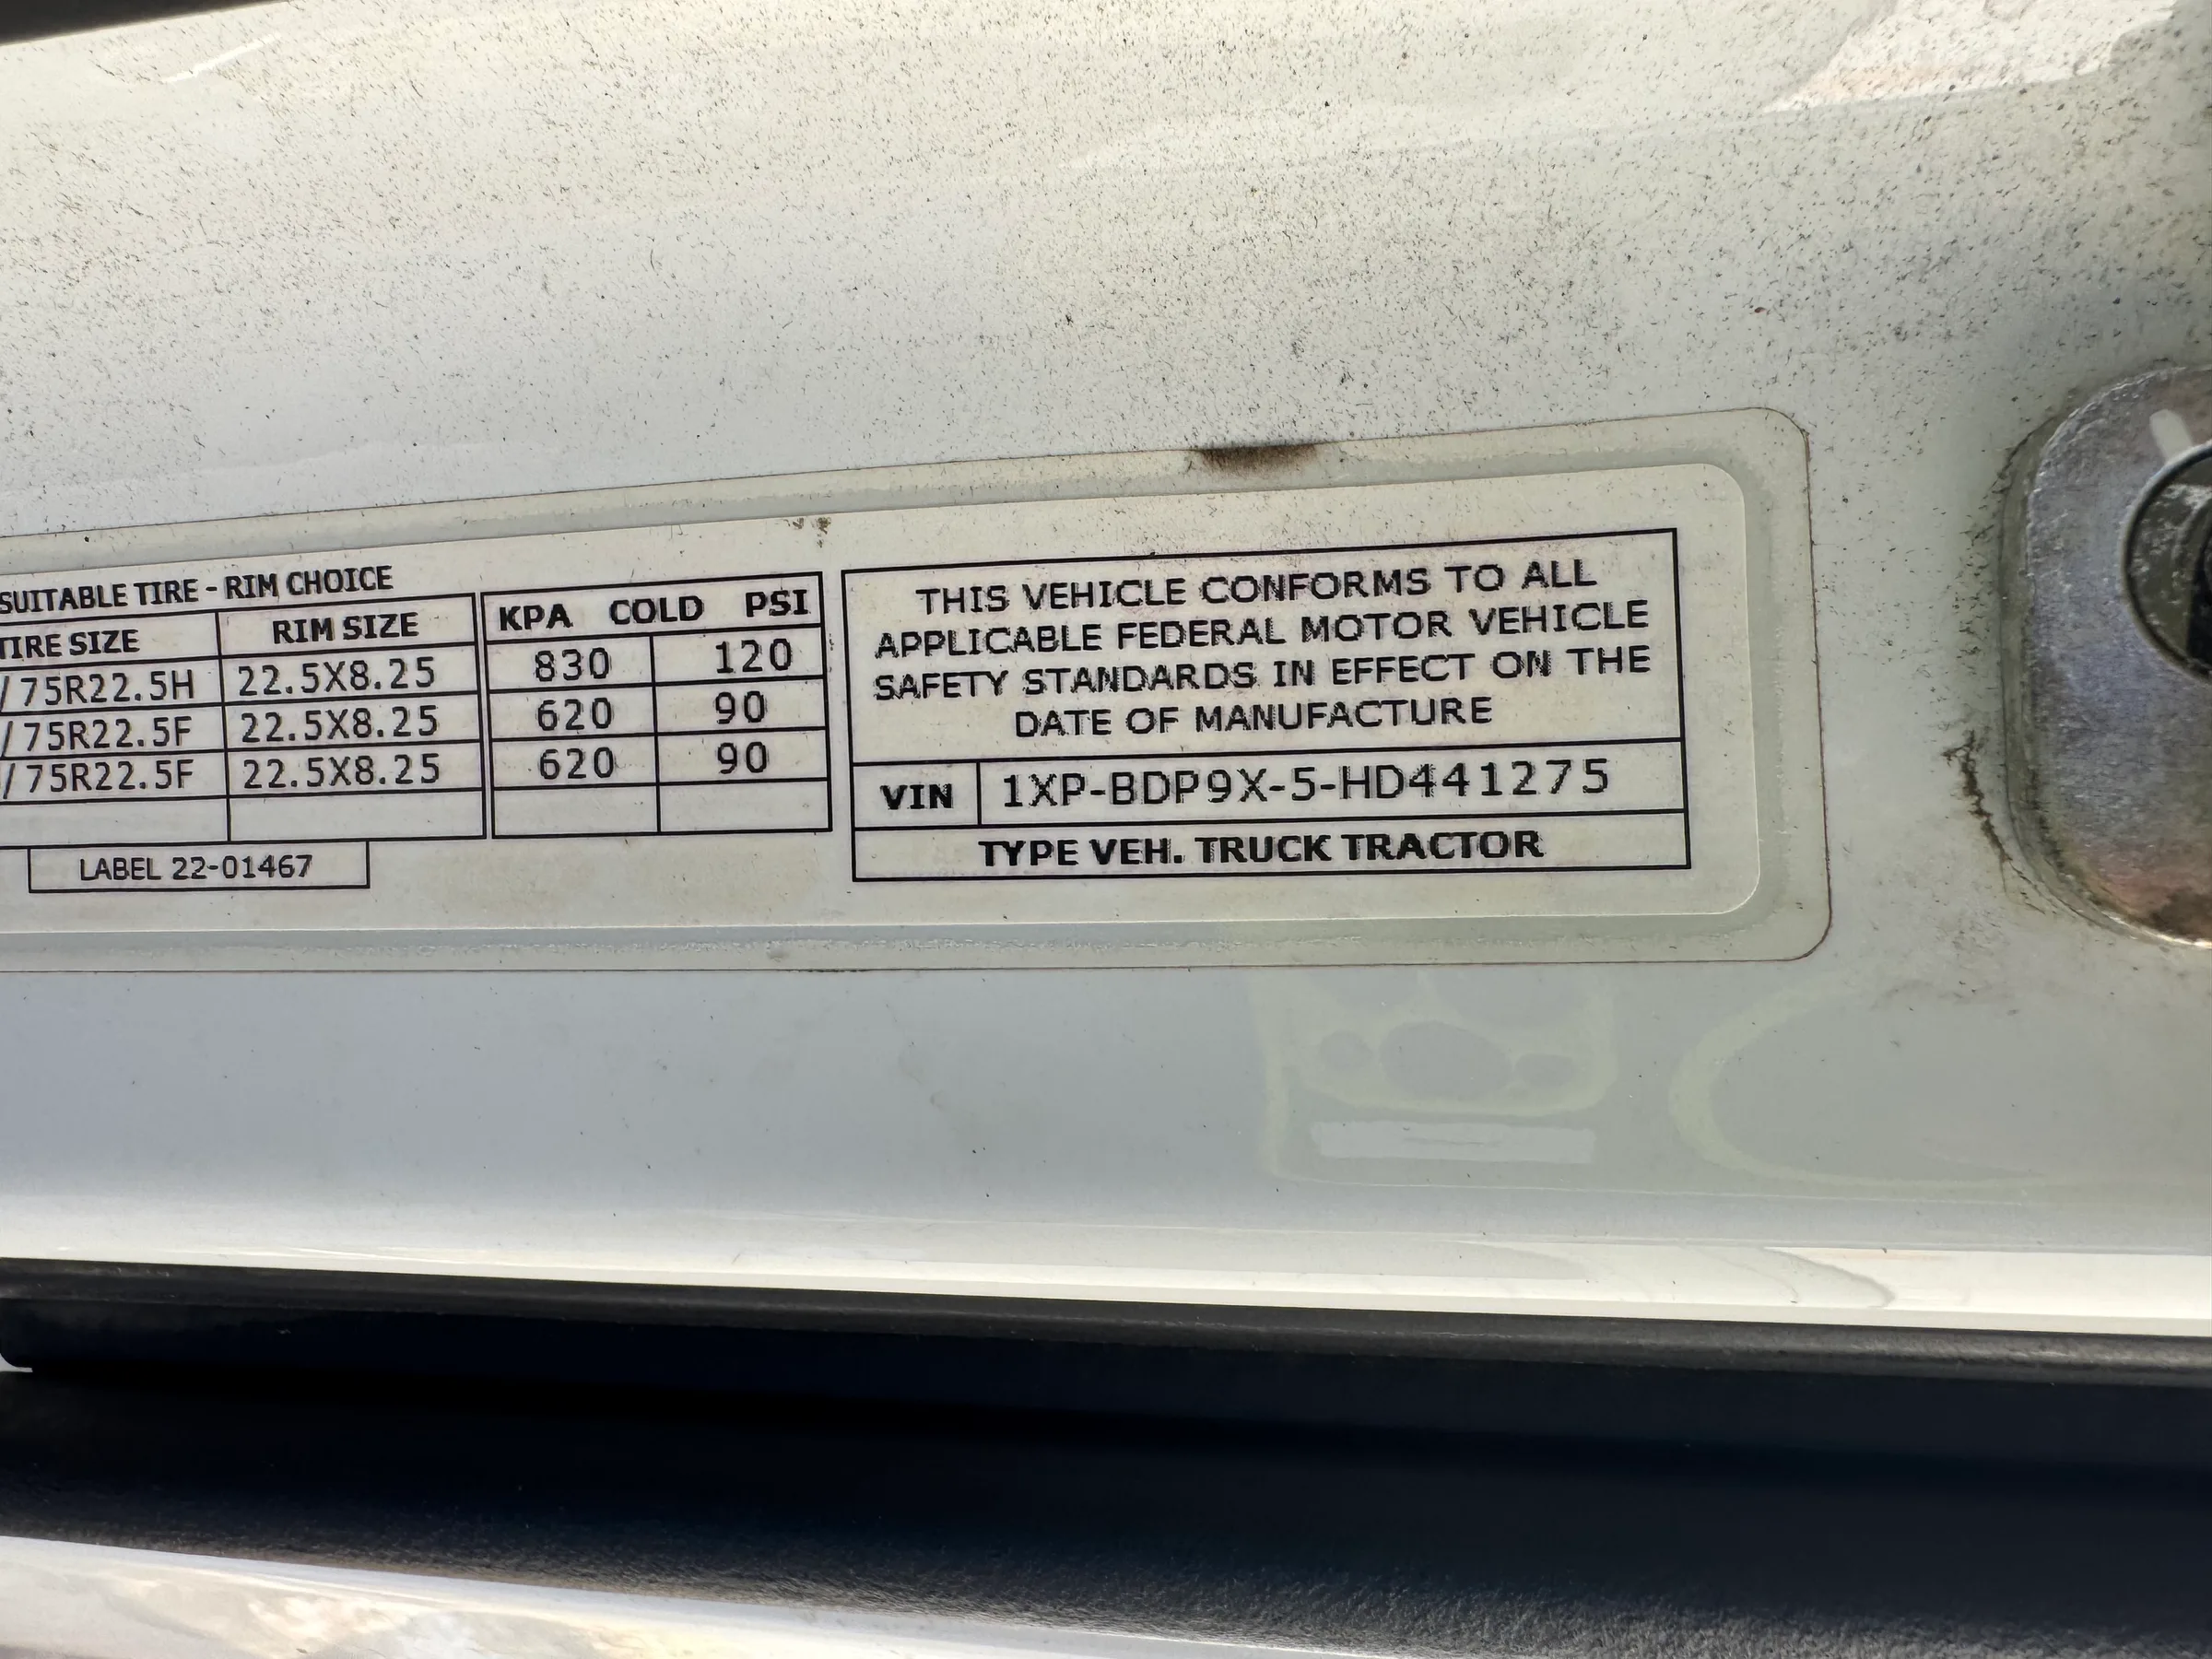 SUITABLE TIRE - RIM CHOICE
TIRE SIZE RIM SIZE KPA COLD PSI
/75R22.5H 22.5X8.25 830 120
/75R22.5F 22.5X8.25 620 90
/75R22.5F 22.5X8.25 620 90
LABEL 22-01467
THIS VEHICLE CONFORMS TO ALL
APPLICABLE FEDERAL MOTOR VEHICLE
SAFETY STANDARDS IN EFFECT ON THE
DATE OF MANUFACTURE
VIN 1XP-BDP9X-5-HD441275
TYPE VEH. TRUCK TRACTOR